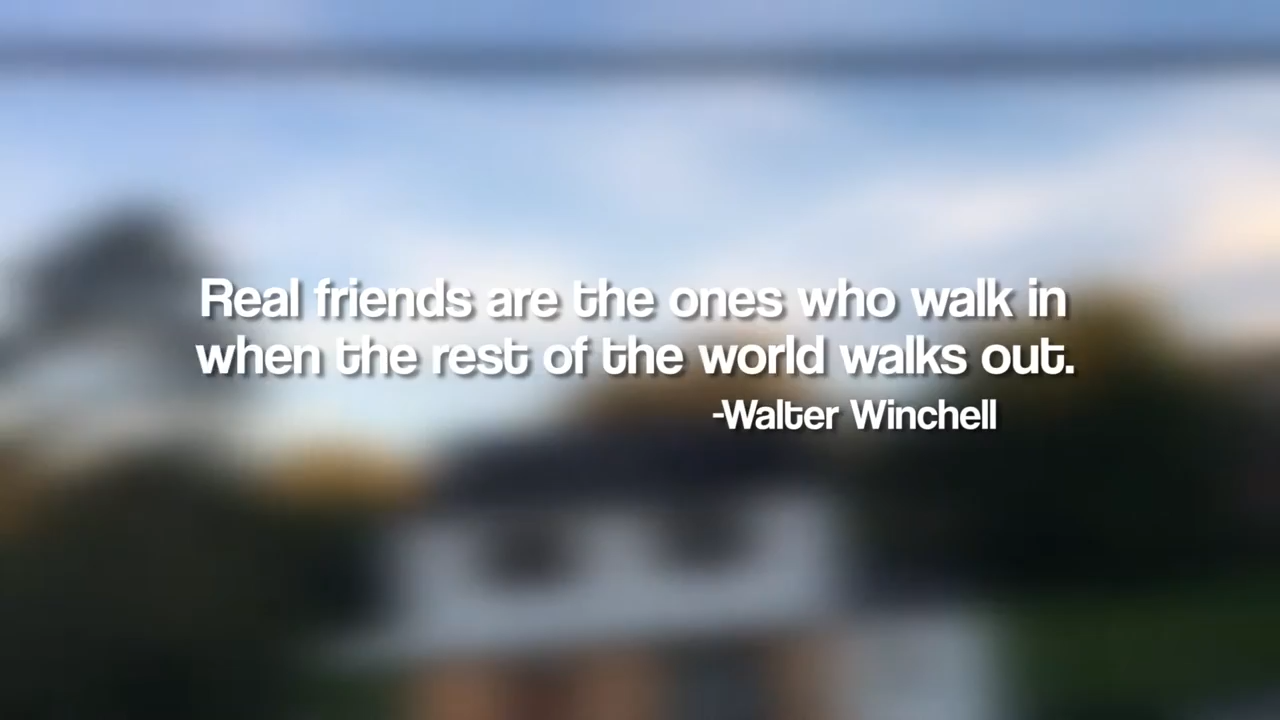 Real friends are the ones who walk in
when the rest of the world walks out.
-Walter Winchell